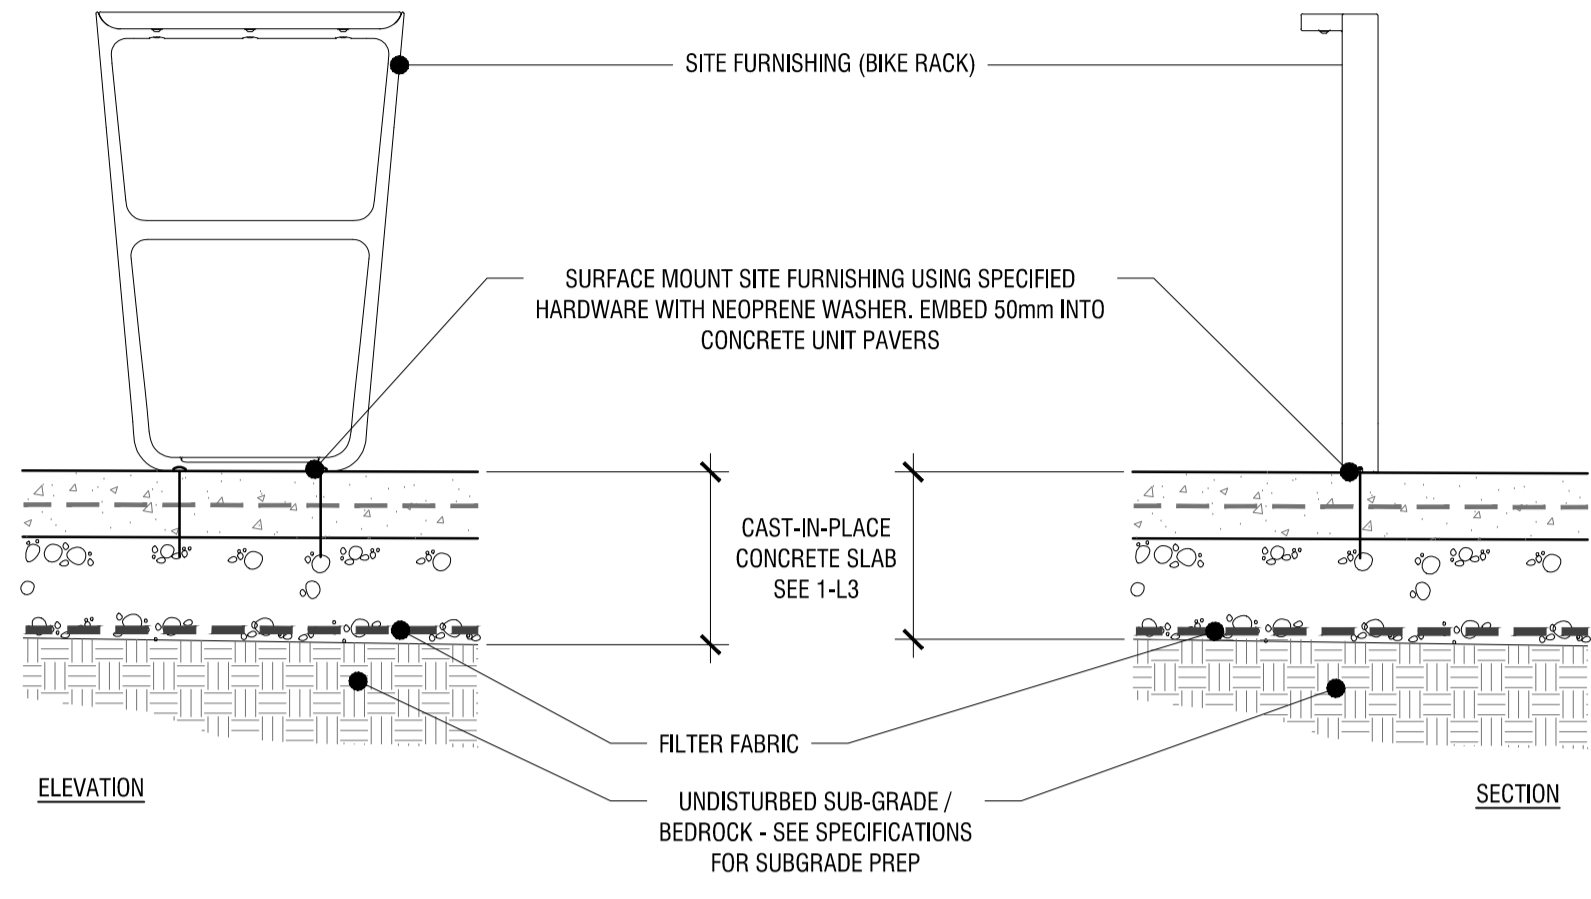 SITE FURNISHING (BIKE RACK)
SURFACE MOUNT SITE FURNISHING USING SPECIFIED
HARDWARE WITH NEOPRENE WASHER. EMBED 50mm INTO
CONCRETE UNIT PAVERS
CAST-IN-PLACE
CONCRETE SLAB
SEE 1-L3
FILTER FABRIC
ELEVATION
SECTION
UNDISTURBED SUB-GRADE /
BEDROCK - SEE SPECIFICATIONS
FOR SUBGRADE PREP